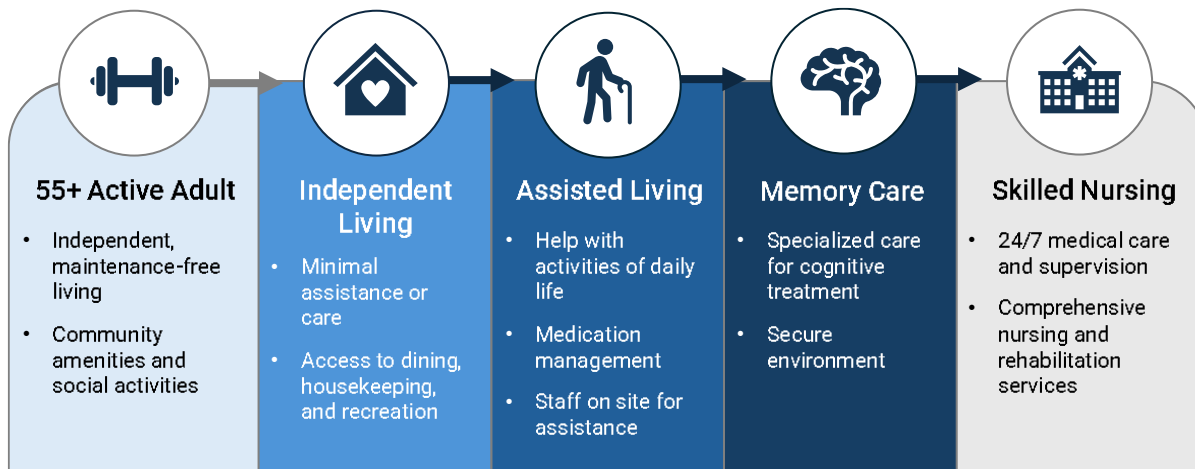 55+ Active Adult
• Independent,
maintenance-free
living
• Community
amenities and
social activities
Independent
Living
• Minimal
assistance or
care
• Access to dining,
housekeeping,
and recreation
Assisted Living
• Help with
activities of daily
life
• Medication
management
• Staff on site for
assistance
Memory Care
• Specialized care
for cognitive
treatment
• Secure
environment
Skilled Nursing
• 24/7 medical care
and supervision
• Comprehensive
nursing and
rehabilitation
services